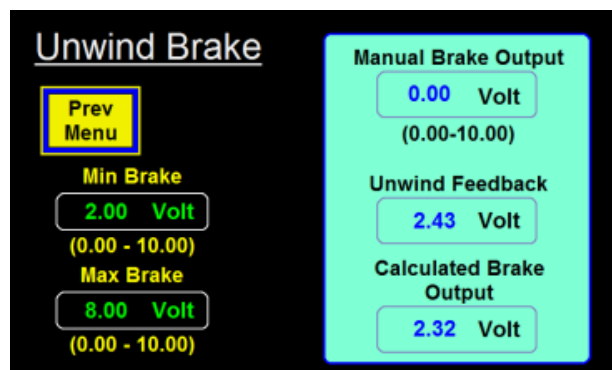 Unwind Brake
Prev
Menu
Min Brake
2.00 Volt
(0.00 - 10.00)
Max Brake
8.00 Volt
(0.00 - 10.00)
Manual Brake Output
0.00 Volt
(0.00-10.00)
Unwind Feedback
2.43 Volt
Calculated Brake
Output
2.32 Volt